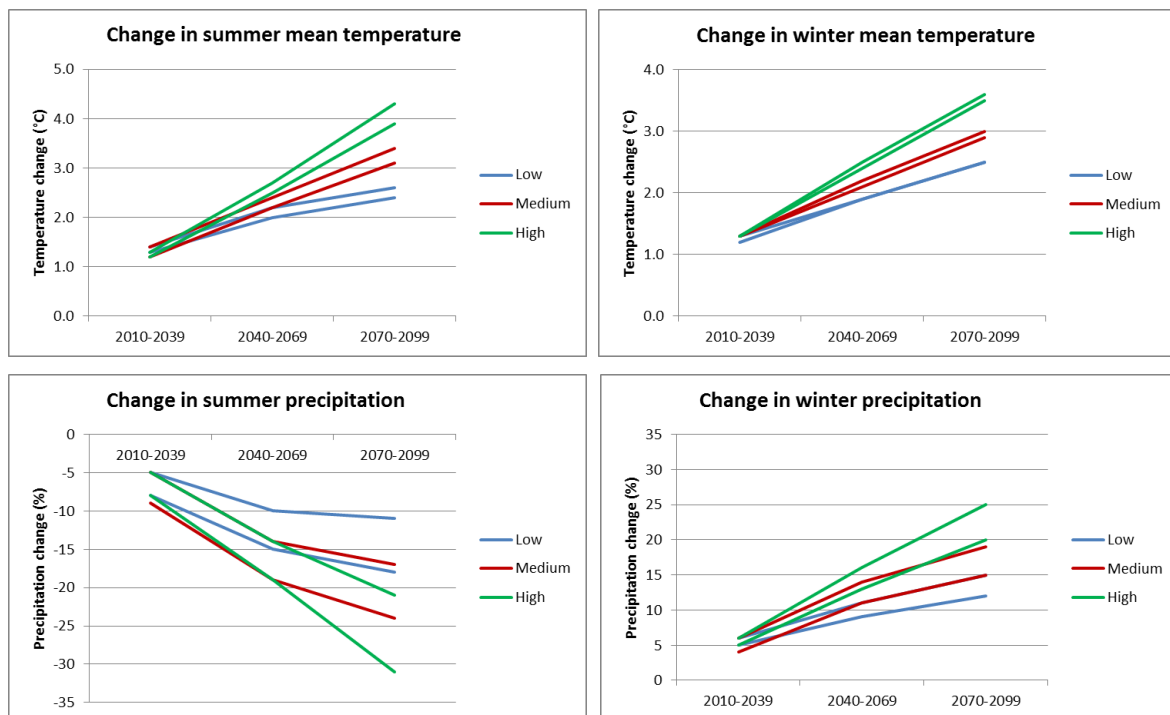 Change in summer mean temperature
Temperature change (°C)
5.0
4.0
3.0
2.0
1.0
0.0
2010-2039 2040-2069 2070-2099
Low
Medium
High
Change in winter mean temperature
Temperature change (°C)
4.0
3.0
2.0
1.0
0.0
2010-2039 2040-2069 2070-2099
Low
Medium
High
Change in summer precipitation
Precipitation change (%)
0
2010-2039 2040-2069 2070-2099
-5
-10
-15
-20
-25
-30
-35
Low
Medium
High
Change in winter precipitation
Precipitation change (%)
35
30
25
20
15
10
5
0
2010-2039 2040-2069 2070-2099
Low
Medium
High